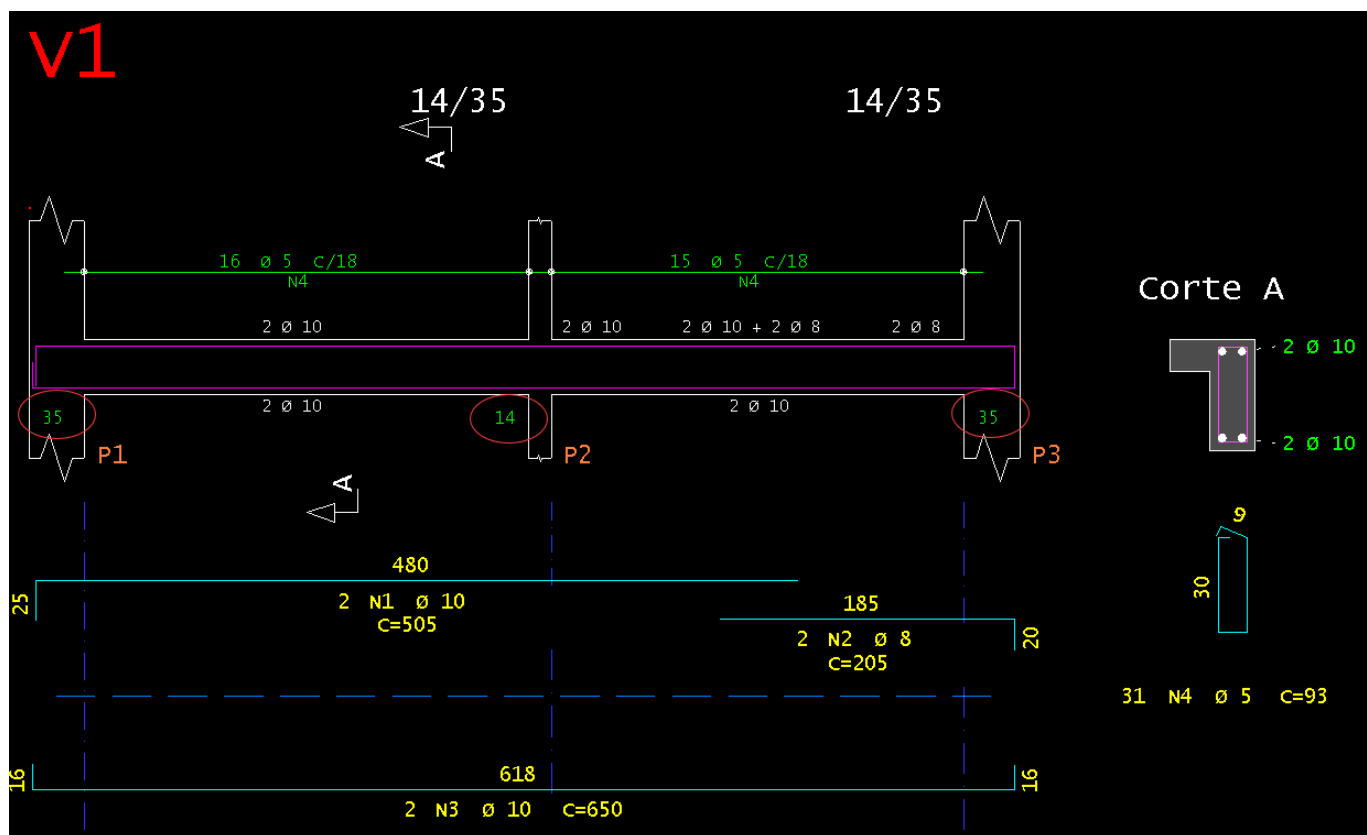 V1
14/35
14/35
A
16 Ø 5 C/18
N4
15 Ø 5 C/18
N4
2 Ø 10
2 Ø 10
2 Ø 10 + 2 Ø 8
2 Ø 8
2 Ø 10
2 Ø 10
35
14
35
P1
P2
P3
A
Corte A
2 Ø 10
2 Ø 10
480
25
2 N1 Ø 10
C=505
185
20
2 N2 Ø 8
C=205
9
30
31 N4 Ø 5 C=93
16
618
16
2 N3 Ø 10 C=650